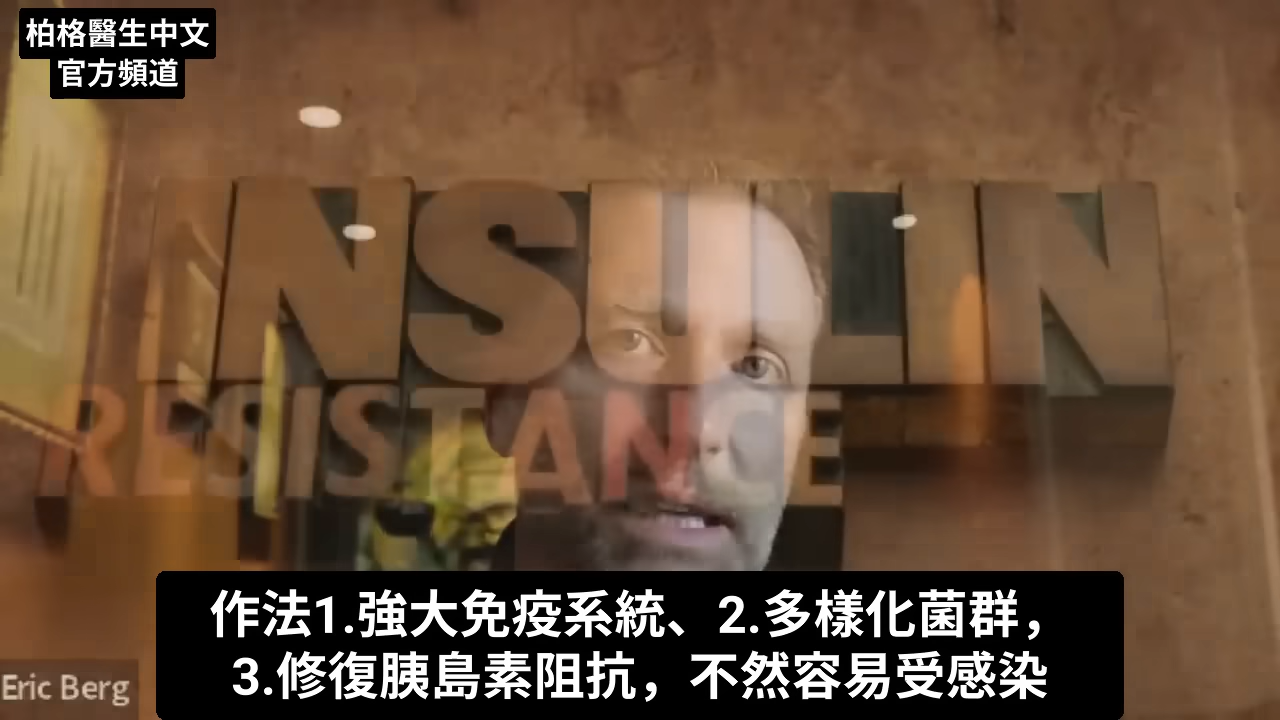 柏格醫生中文
官方頻道
INSULIN
RESISTANCE
作法1.強大免疫系統、2.多樣化菌群，
3.修復胰島素阻抗，不然容易受感染
Eric Berg